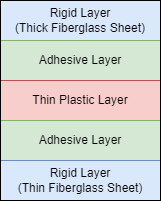 Rigid Layer
(Thick Fiberglass Sheet)
Adhesive Layer
Thin Plastic Layer
Adhesive Layer
Rigid Layer
(Thin Fiberglass Sheet)